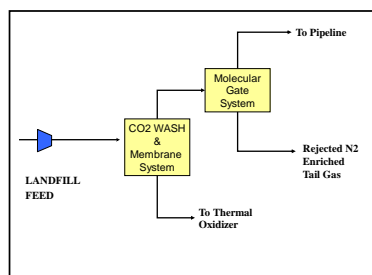 To Pipeline
Molecular
Gate
System
CO2 WASH
&
Membrane
System
Rejected N2
Enriched
Tail Gas
LANDFILL
FEED
To Thermal
Oxidizer